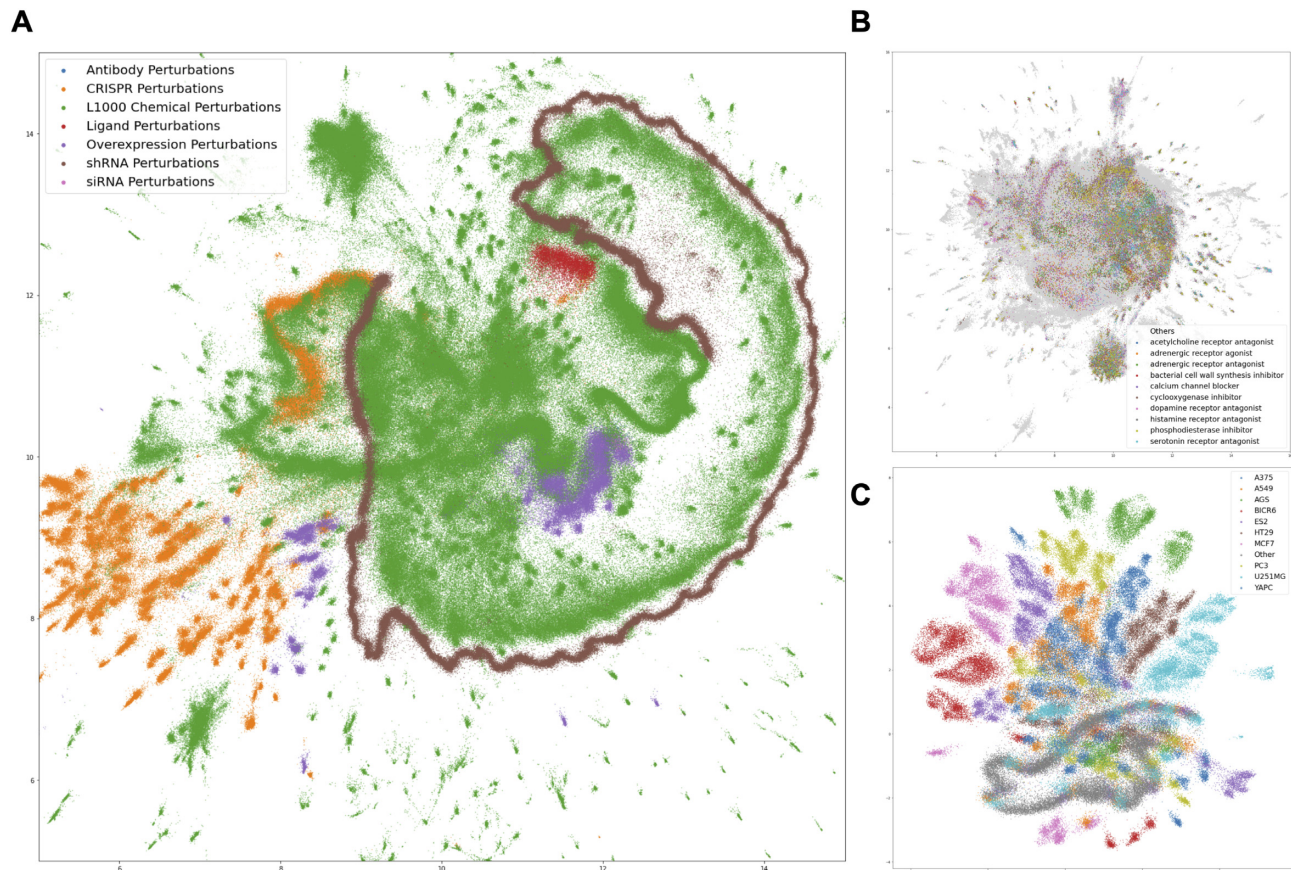 A
Antibody Perturbations
CRISPR Perturbations
L1000 Chemical Perturbations
Ligand Perturbations
Overexpression Perturbations
shRNA Perturbations
siRNA Perturbations
14
13
12
11
10
9
8
6
6
8
10
12
14
B
Others
acetylcholine receptor antagonist
adrenergic receptor agonist
adrenergic receptor antagonist
bacterial cell wall synthesis inhibitor
calcium channel blocker
cyclooxygenase inhibitor
dopamine receptor antagonist
histamine receptor antagonist
phosphodiesterase inhibitor
serotonin receptor antagonist
C
A375
A549
AGS
BICR6
ES2
HT29
MCF7
Other
PC3
U251MG
YAPC